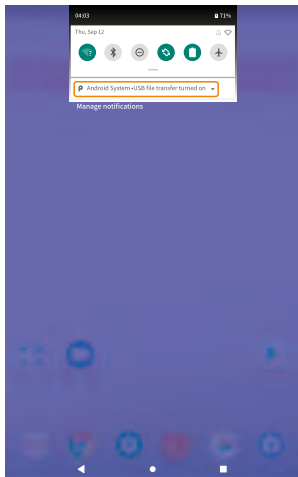 04:03 71%
Thu, Sep 12
Android System •USB file transfer turned on
Manage notifications